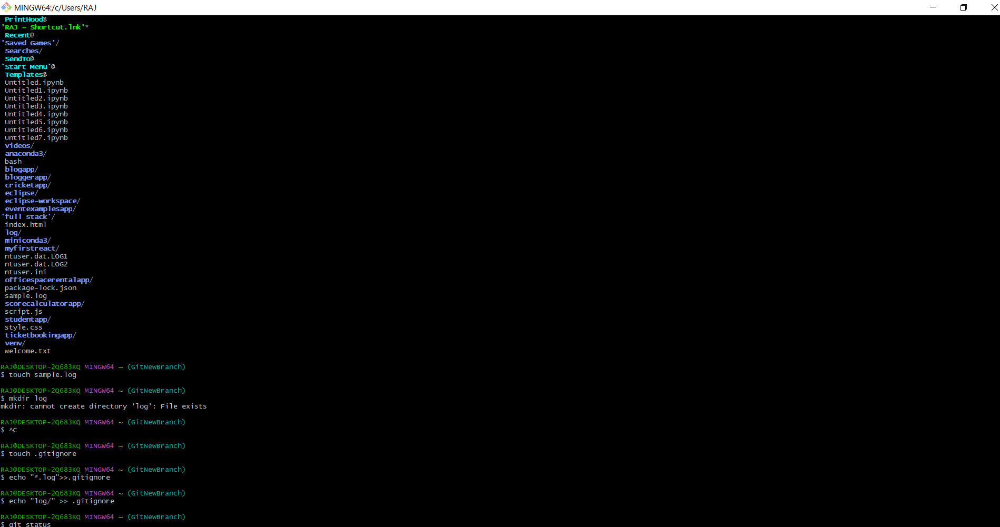 MINGW64:/c/Users/RAJ
PrintHood@
'RAJ - Shortcut.lnk'*
Recent@
'Saved Games'/
Searches/
SendTo@
'Start Menu'@
Templates@
Untitled.ipynb
Untitled1.ipynb
Untitled2.ipynb
Untitled3.ipynb
Untitled4.ipynb
Untitled5.ipynb
Untitled6.ipynb
Untitled7.ipynb
Videos/
anaconda3/
bash
blogapp/
bloggerapp/
cricketapp/
eclipse/
eclipse-workspace/
eventexamplesapp/
'full stack'/
index.html
log/
miniconda3/
myfirstreact/
ntuser.dat.LOG1
ntuser.dat.LOG2
ntuser.ini
officespacerentalapp/
package-lock.json
sample.log
scorecalculatorapp/
script.js
studentapp/
style.css
ticketbookingapp/
venv/
welcome.txt
RAJ@DESKTOP-2Q683KQ MINGW64 ~ (GitNewBranch)
$ touch sample.log
RAJ@DESKTOP-2Q683KQ MINGW64 ~ (GitNewBranch)
$ mkdir log
mkdir: cannot create directory ‘log’: File exists
RAJ@DESKTOP-2Q683KQ MINGW64 ~ (GitNewBranch)
$ ^C
RAJ@DESKTOP-2Q683KQ MINGW64 ~ (GitNewBranch)
$ touch .gitignore
RAJ@DESKTOP-2Q683KQ MINGW64 ~ (GitNewBranch)
$ echo "*.log">>.gitignore
RAJ@DESKTOP-2Q683KQ MINGW64 ~ (GitNewBranch)
$ echo "log/" >> .gitignore
RAJ@DESKTOP-2Q683KQ MINGW64 ~ (GitNewBranch)
$ git status